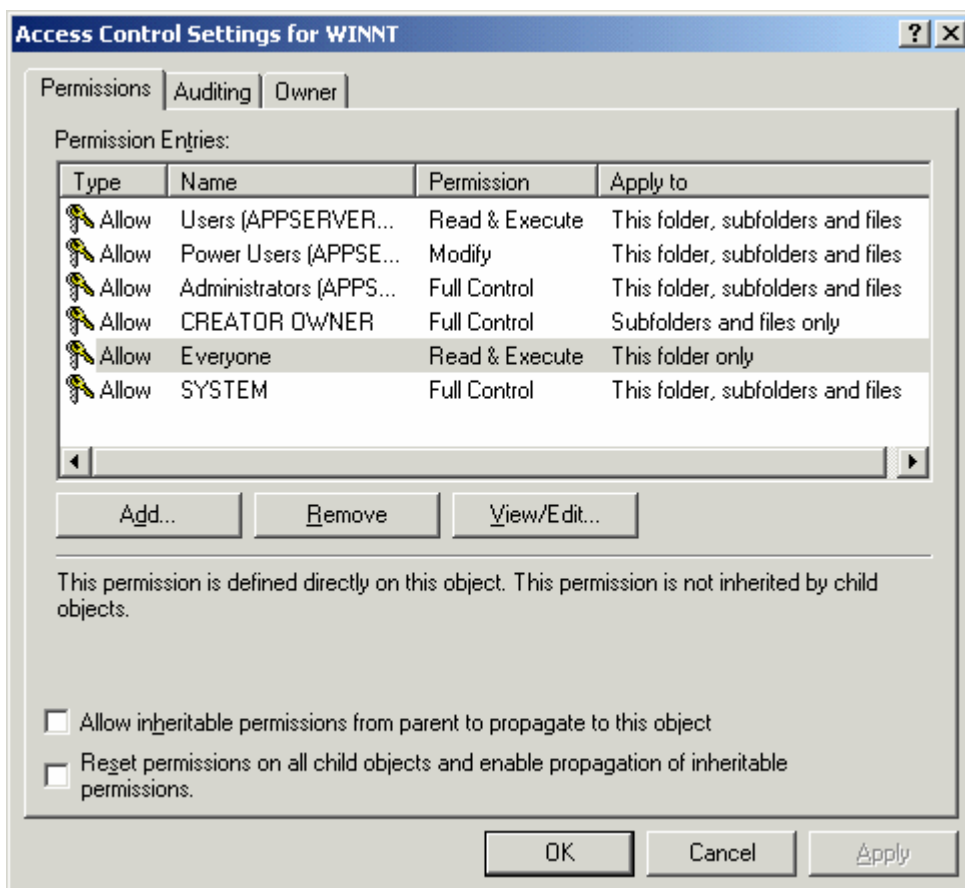 Access Control Settings for WINNT
Permissions Auditing Owner
Permission Entries:
Type Name Permission Apply to
Allow Users (APPSERVER... Read & Execute This folder, subfolders and files
Allow Power Users (APPSE... Modify This folder, subfolders and files
Allow Administrators (APPS... Full Control This folder, subfolders and files
Allow CREATOR OWNER Full Control Subfolders and files only
Allow Everyone Read & Execute This folder only
Allow SYSTEM Full Control This folder, subfolders and files
Add... Remove View/Edit...
This permission is defined directly on this object. This permission is not inherited by child
objects.
Allow inheritable permissions from parent to propagate to this object
Reset permissions on all child objects and enable propagation of inheritable
permissions.
OK Cancel Apply